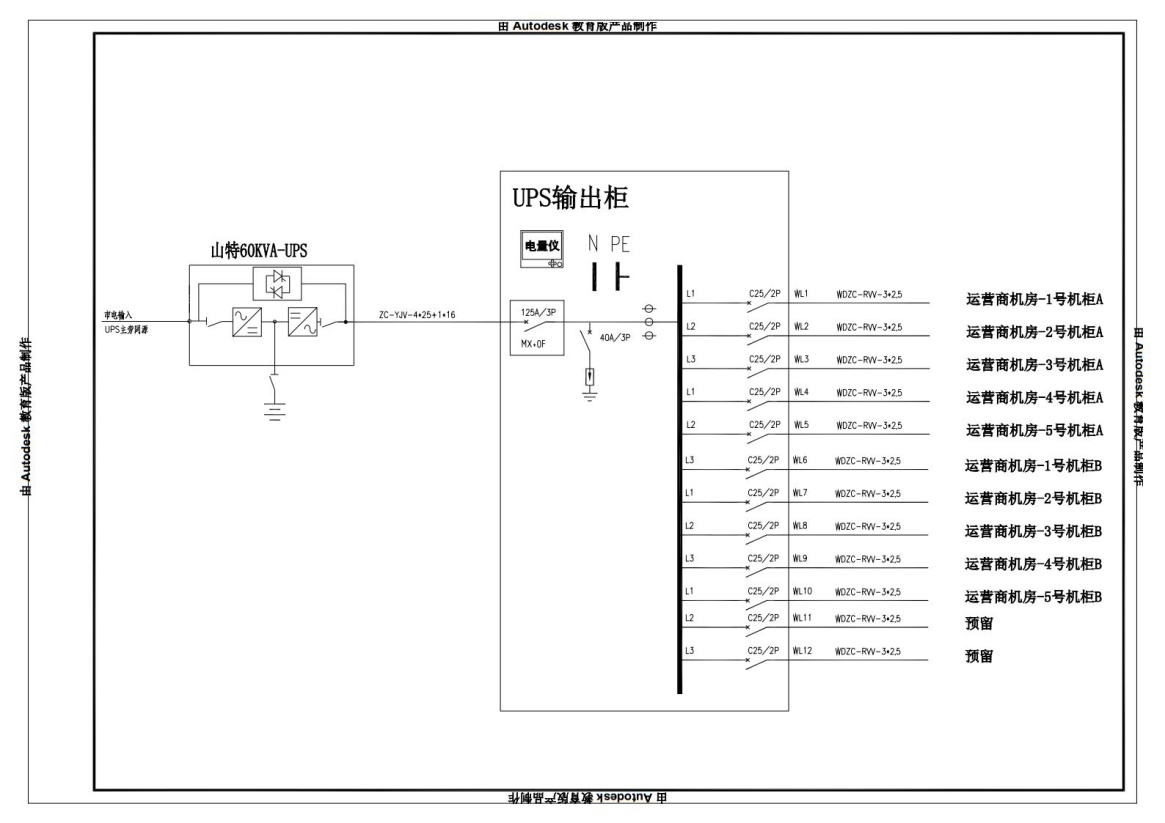 由 Autodesk 教育版产品制作
UPS输出柜
山特60KVA-UPS
电量仪
N PE
市电输入
UPS主旁同源
ZC-YJV-4*25+1*16
125A/3P
MX+OF
40A/3P
L1 C25/2P WL1 WDZC-RVV-3*2.5 运营商机房-1号机柜A
L2 C25/2P WL2 WDZC-RVV-3*2.5 运营商机房-2号机柜A
L3 C25/2P WL3 WDZC-RVV-3*2.5 运营商机房-3号机柜A
L1 C25/2P WL4 WDZC-RVV-3*2.5 运营商机房-4号机柜A
L2 C25/2P WL5 WDZC-RVV-3*2.5 运营商机房-5号机柜A
L3 C25/2P WL6 WDZC-RVV-3*2.5 运营商机房-1号机柜B
L1 C25/2P WL7 WDZC-RVV-3*2.5 运营商机房-2号机柜B
L2 C25/2P WL8 WDZC-RVV-3*2.5 运营商机房-3号机柜B
L3 C25/2P WL9 WDZC-RVV-3*2.5 运营商机房-4号机柜B
L1 C25/2P WL10 WDZC-RVV-3*2.5 运营商机房-5号机柜B
L2 C25/2P WL11 WDZC-RVV-3*2.5 预留
L3 C25/2P WL12 WDZC-RVV-3*2.5 预留
由 Autodesk 教育版产品制作
由 Autodesk 教育版产品制作
由 Autodesk 教育版产品制作